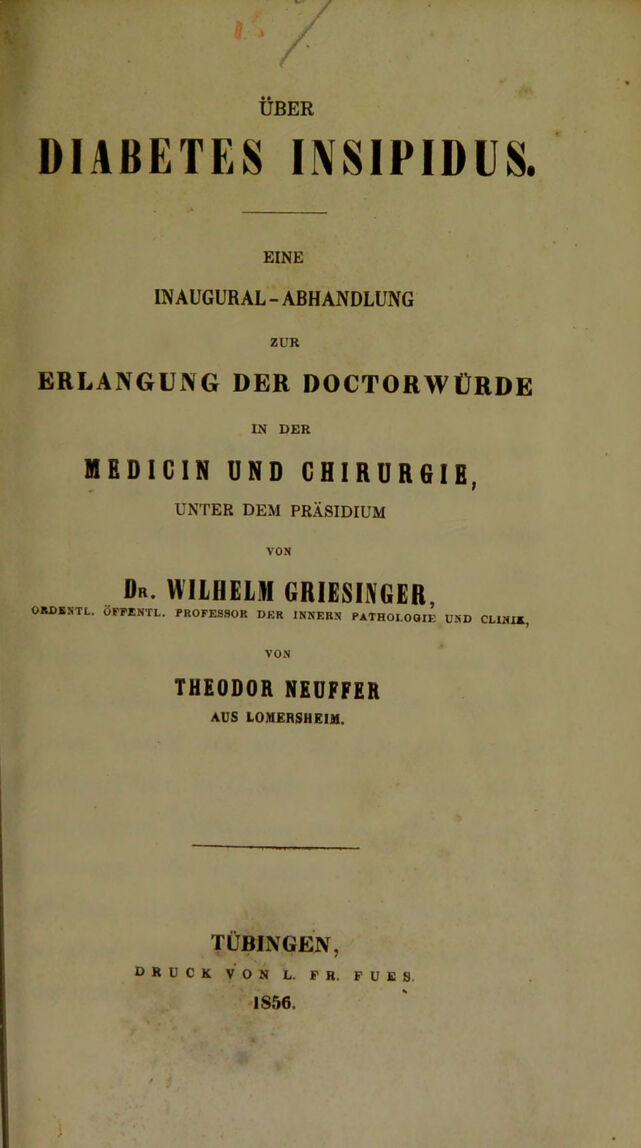 ÜBER
DIABETES INSIPIDUS.
EINE
INAUGURAL-ABHANDLUNG
ZUR
ERLANGUNG DER DOCTORWÜRDE
IN DER
MEDICIN UND CHIRURGIE,
UNTER DEM PRÄSIDIUM
VON
DR. WILHELM GRIESINGER,
ORDENTL. ÖFFENTL. PROFESSOR DER INNERN PATHOLOGIE UND CLINIK,
VON
THEODOR NEUFFER
AUS LOMERSHEIM.
TÜBINGEN,
DRUCK VON L. FR. FUES.
1856.